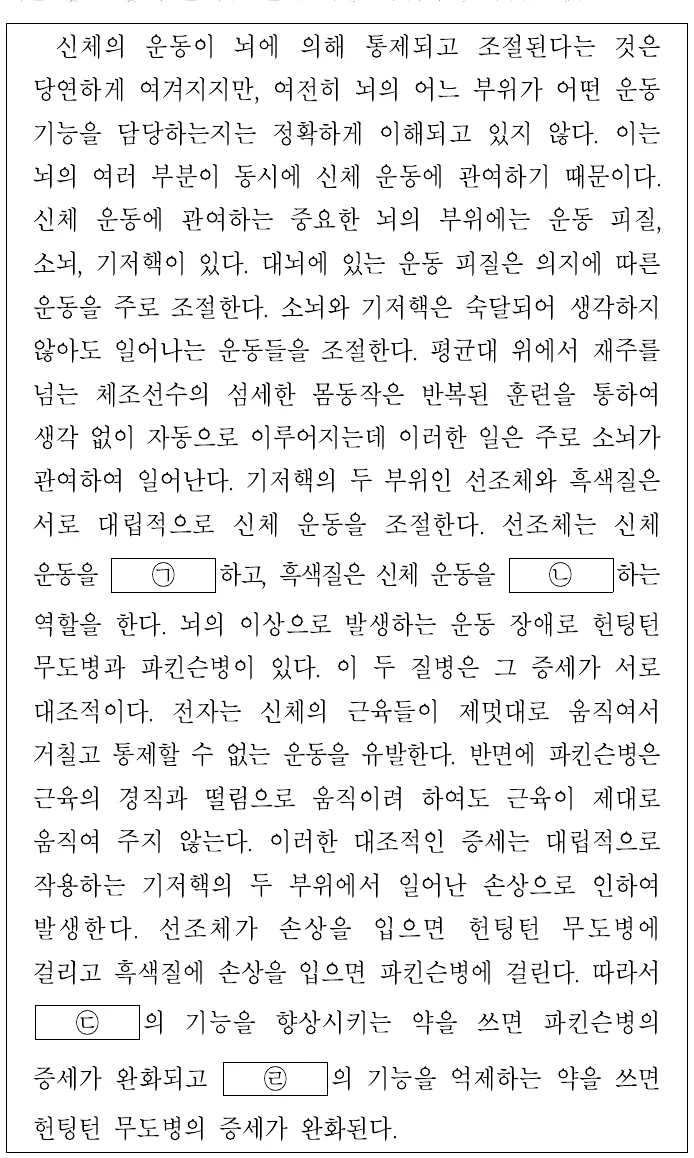 신체의 운동이 뇌에 의해 통제되고 조절된다는 것은
당연하게 여겨지지만, 여전히 뇌의 어느 부위가 어떤 운동
기능을 담당하는지는 정확하게 이해되고 있지 않다. 이는
뇌의 여러 부분이 동시에 신체 운동에 관여하기 때문이다.
신체 운동에 관여하는 중요한 뇌의 부위에는 운동 피질,
소뇌, 기저핵이 있다. 대뇌에 있는 운동 피질은 의지에 따른
운동을 주로 조절한다. 소뇌와 기저핵은 숙달되어 생각하지
않아도 일어나는 운동들을 조절한다. 평균대 위에서 재주를
넘는 체조선수의 섬세한 몸동작은 반복된 훈련을 통하여
생각 없이 자동으로 이루어지는데 이러한 일은 주로 소뇌가
관여하여 일어난다. 기저핵의 두 부위인 선조체와 흑색질은
서로 대립적으로 신체 운동을 조절한다. 선조체는 신체
운동을 ㉠ 하고, 흑색질은 신체 운동을 ㉡ 하는
역할을 한다. 뇌의 이상으로 발생하는 운동 장애로 헌팅턴
무도병과 파킨슨병이 있다. 이 두 질병은 그 증세가 서로
대조적이다. 전자는 신체의 근육들이 제멋대로 움직여서
거칠고 통제할 수 없는 운동을 유발한다. 반면에 파킨슨병은
근육의 경직과 떨림으로 움직이려 하여도 근육이 제대로
움직여 주지 않는다. 이러한 대조적인 증세는 대립적으로
작용하는 기저핵의 두 부위에서 일어난 손상으로 인하여
발생한다. 선조체가 손상을 입으면 헌팅턴 무도병에
걸리고 흑색질에 손상을 입으면 파킨슨병에 걸린다. 따라서
㉢ 의 기능을 향상시키는 약을 쓰면 파킨슨병의
증세가 완화되고 ㉣ 의 기능을 억제하는 약을 쓰면
헌팅턴 무도병의 증세가 완화된다.